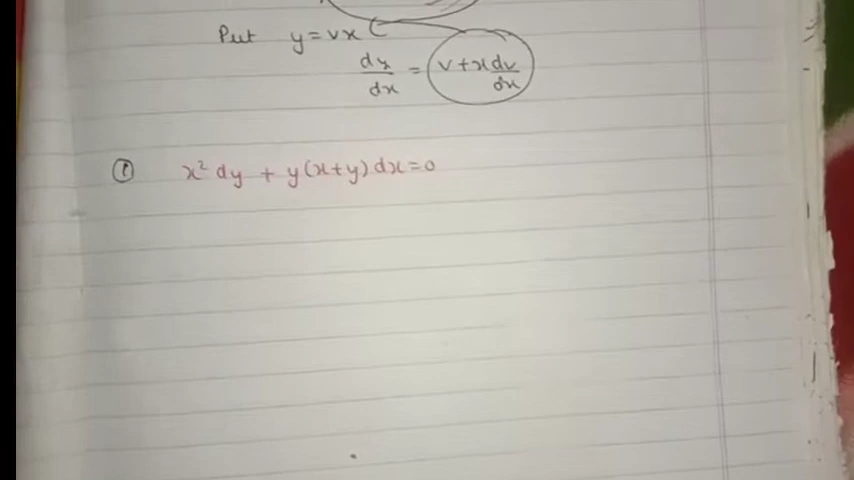 Put y = vx
dy/dx = v + x dv/dx
① x² dy + y(x+y) dx = 0